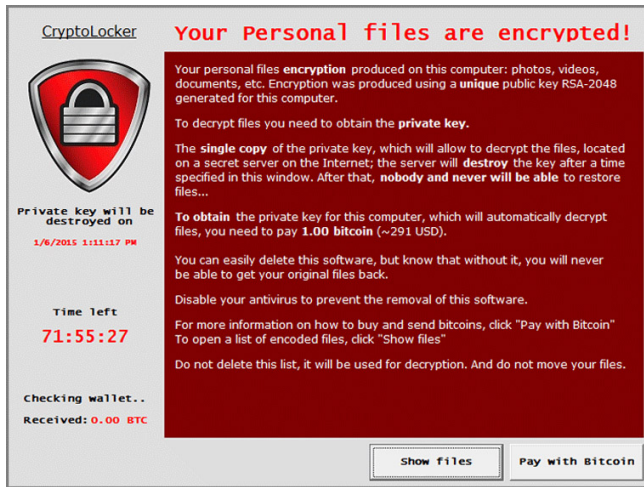 CryptoLocker
Your Personal files are encrypted!
Private key will be
destroyed on
1/6/2015 1:11:17 PM
Time left
71:55:27
Checking wallet..
Received: 0.00 BTC
Your personal files encryption produced on this computer: photos, videos,
documents, etc. Encryption was produced using a unique public key RSA-2048
generated for this computer.
To decrypt files you need to obtain the private key.
The single copy of the private key, which will allow to decrypt the files, located
on a secret server on the Internet; the server will destroy the key after a time
specified in this window. After that, nobody and never will be able to restore
files...
To obtain the private key for this computer, which will automatically decrypt
files, you need to pay 1.00 bitcoin (~291 USD).
You can easily delete this software, but know that without it, you will never
be able to get your original files back.
Disable your antivirus to prevent the removal of this software.
For more information on how to buy and send bitcoins, click "Pay with Bitcoin"
To open a list of encoded files, click "Show files"
Do not delete this list, it will be used for decryption. And do not move your files.
Show files
Pay with Bitcoin